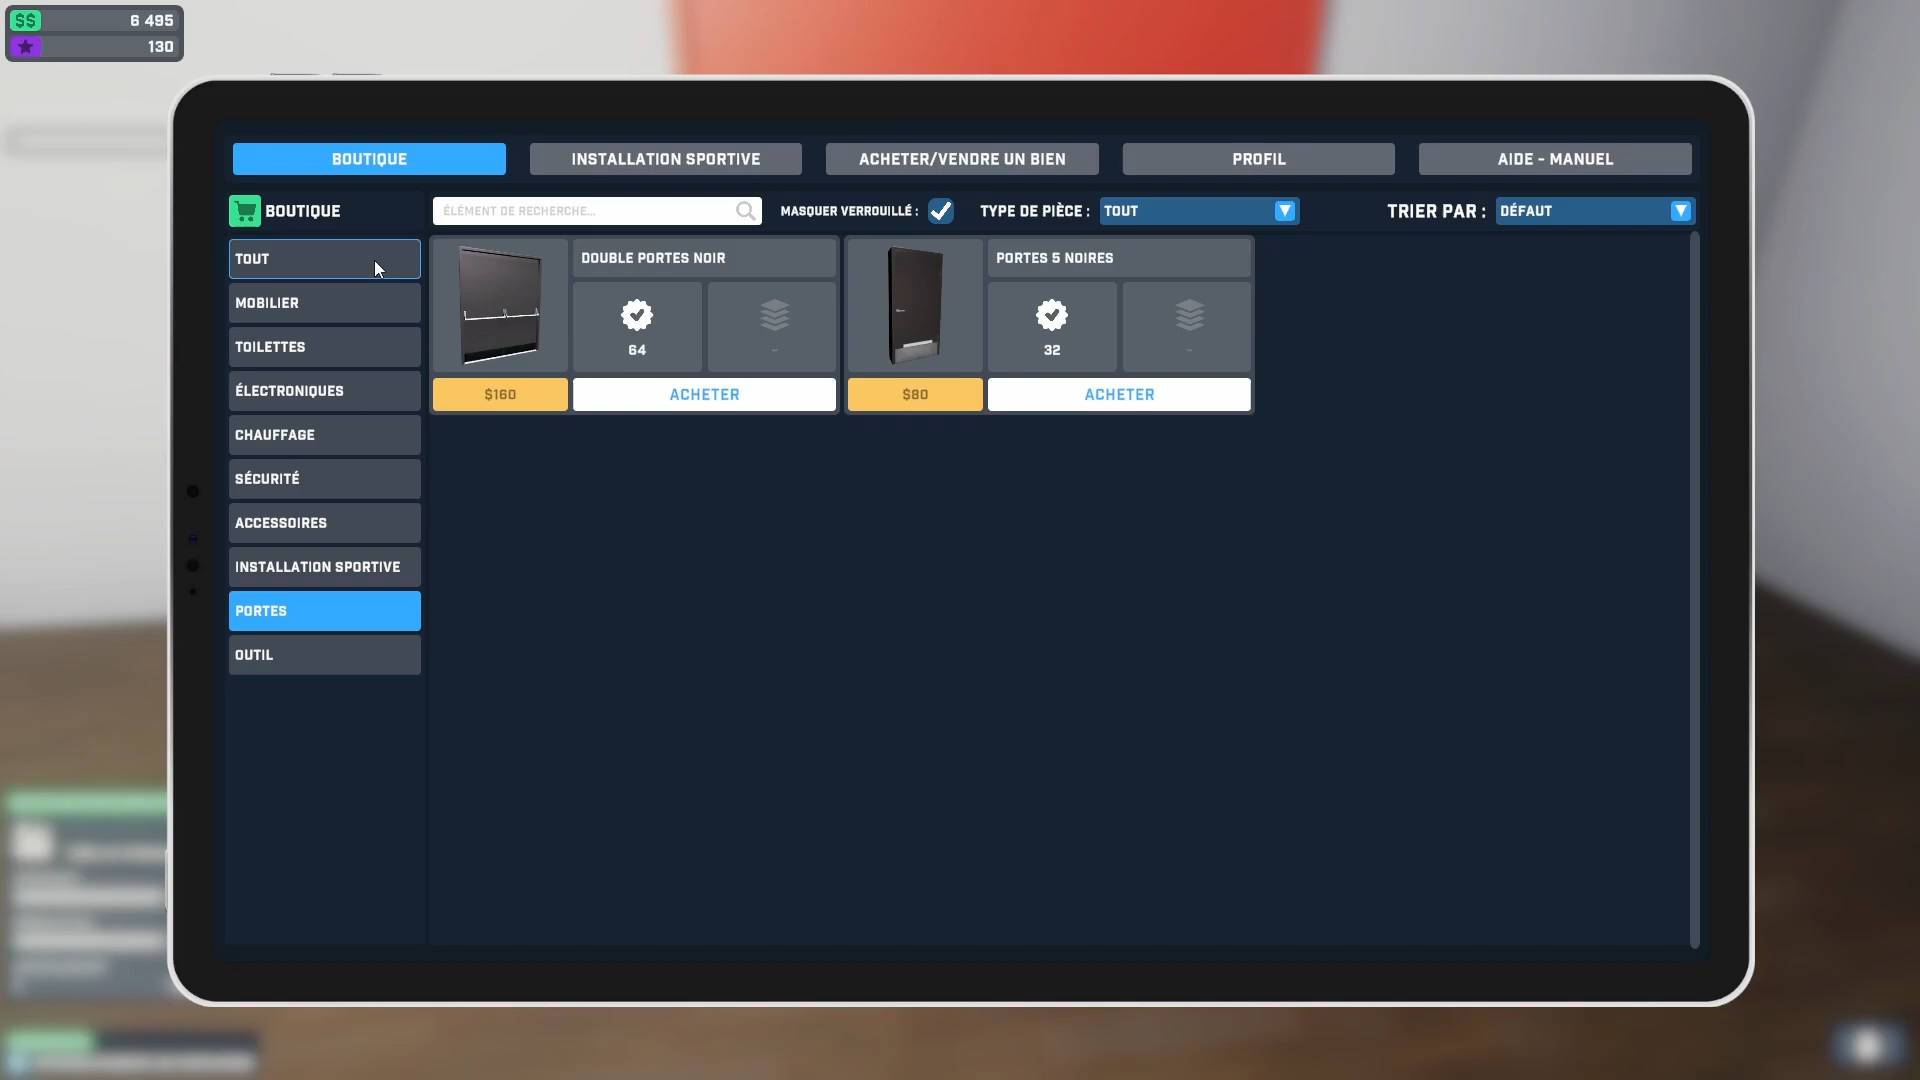 $$ 6 495
130
BOUTIQUE INSTALLATION SPORTIVE ACHETER/VENDRE UN BIEN PROFIL AIDE - MANUEL
BOUTIQUE ÉLÉMENT DE RECHERCHE... MASQUER VERROUILLÉ : TYPE DE PIÈCE : TOUT TRIER PAR : DÉFAUT
TOUT
MOBILIER
TOILETTES
ÉLECTRONIQUES
CHAUFFAGE
SÉCURITÉ
ACCESSOIRES
INSTALLATION SPORTIVE
PORTES
OUTIL
DOUBLE PORTES NOIR
64 -
$160 ACHETER
PORTES 5 NOIRES
32 -
$80 ACHETER